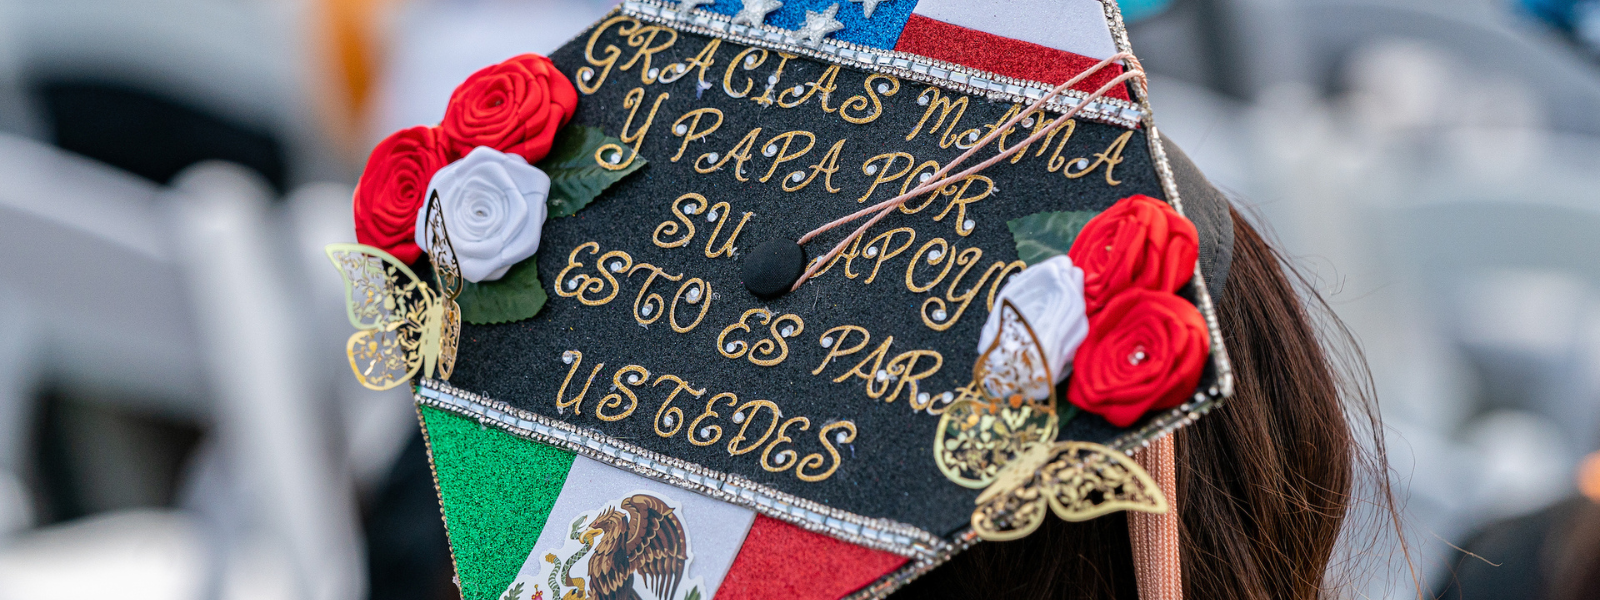 GRACIAS MAMA
Y PAPA POR
SU APOYO
ESTO ES PARA
USTEDES